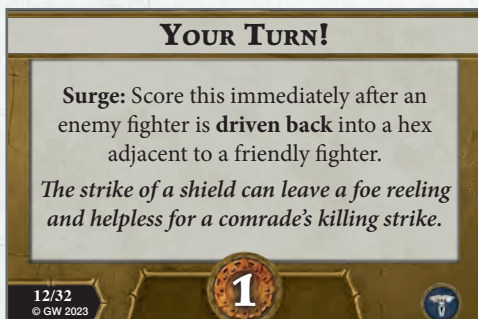 Your Turn!
Surge: Score this immediately after an
enemy fighter is driven back into a hex
adjacent to a friendly fighter.
The strike of a shield can leave a foe reeling
and helpless for a comrade's killing strike.
1
12/32
© GW 2023